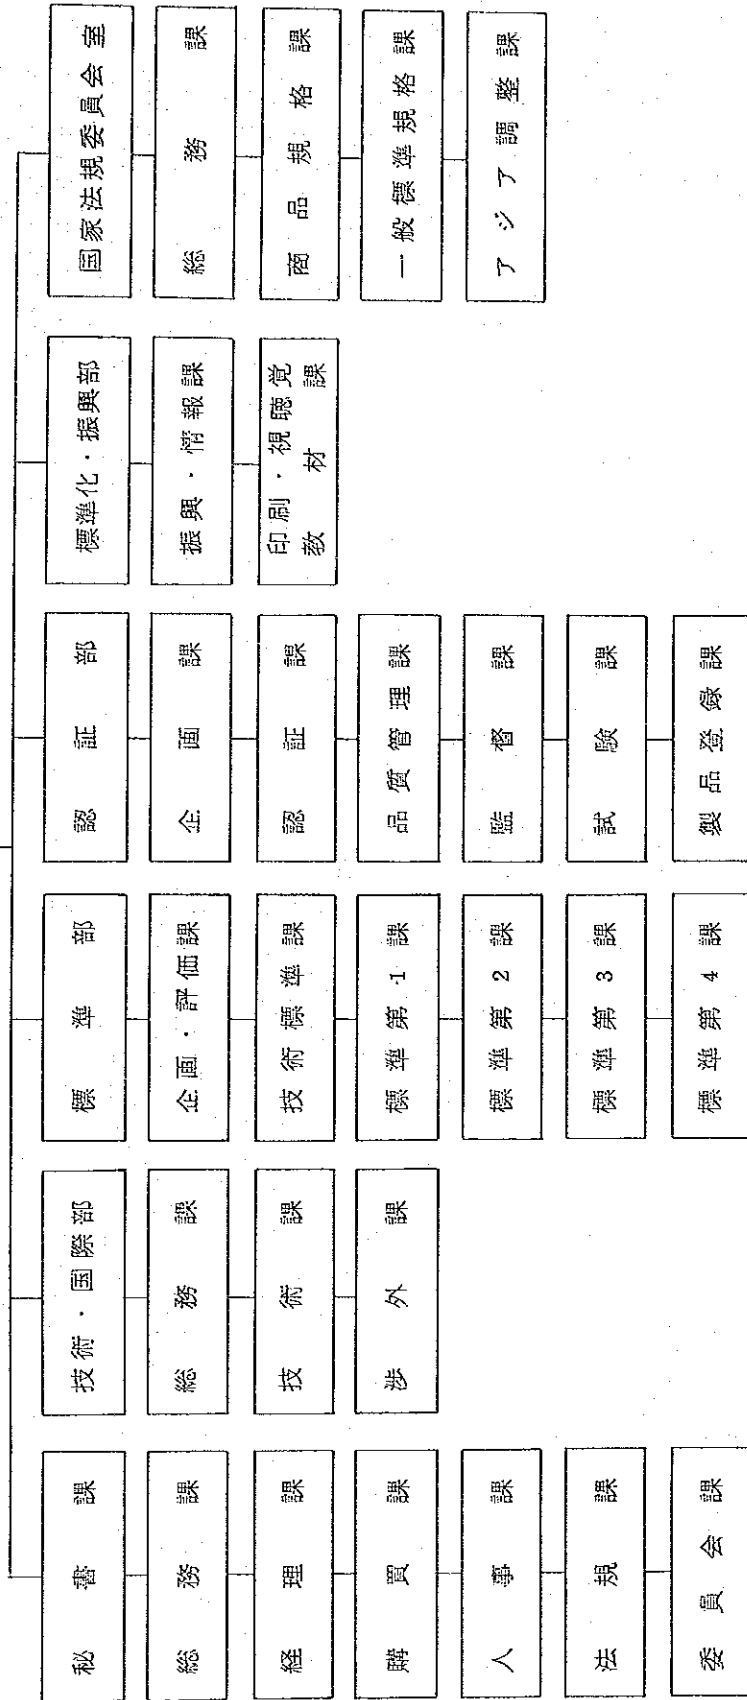 秘書課
総務課
経理課
購買課
人事課
法規課
委員会課
技術・国際部
総務課
技術課
渉外課
標準部
企画・評価課
技術標準課
標準第1課
標準第2課
標準第3課
標準第4課
認証部
企画課
認証課
品質管理課
監督課
試験課
製品登録課
標準化・振興部
振興・情報課
印刷・視聴覚
教材課
国家法規委員会室
総務課
商品規格課
一般標準規格課
アジア調整課